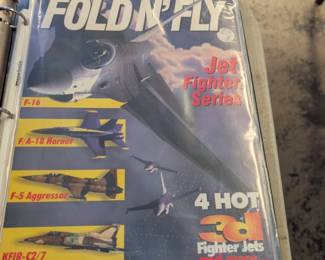 FOLD N' FLY
Jet
Fighter
Series
F-16
F/A-18 Hornet
F-5 Aggressor
KFIR-C2/7
4 HOT
3d
Fighter Jets